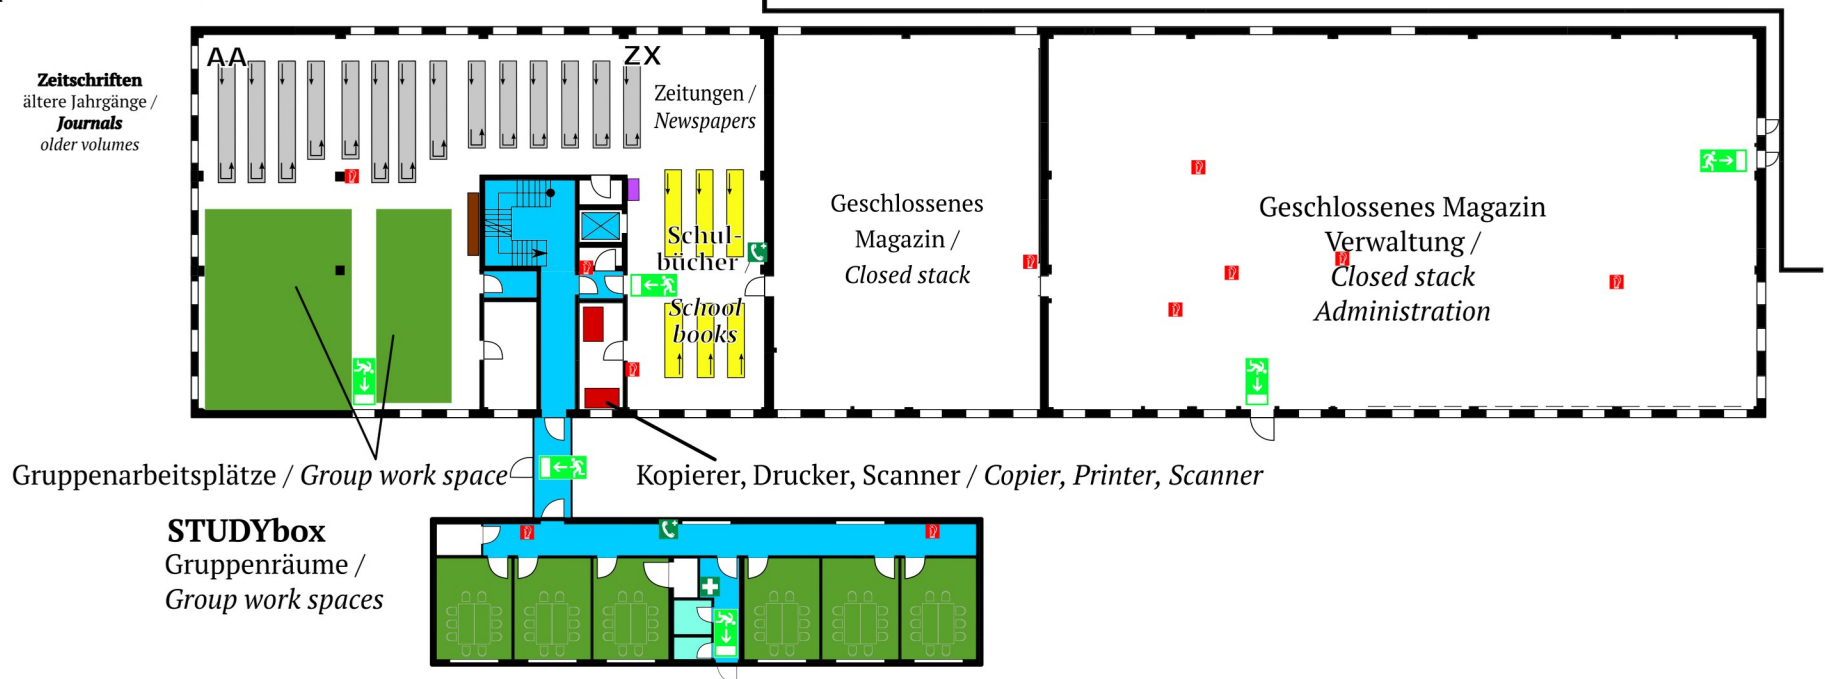 AA
ZX
Zeitschriften
ältere Jahrgänge /
Journals
older volumes
Zeitungen /
Newspapers
Schul-
bücher /
School
books
Geschlossenes
Magazin /
Closed stack
Geschlossenes Magazin
Verwaltung /
Closed stack
Administration
Gruppenarbeitsplätze / Group work space
Kopierer, Drucker, Scanner / Copier, Printer, Scanner
STUDYbox
Gruppenräume /
Group work spaces